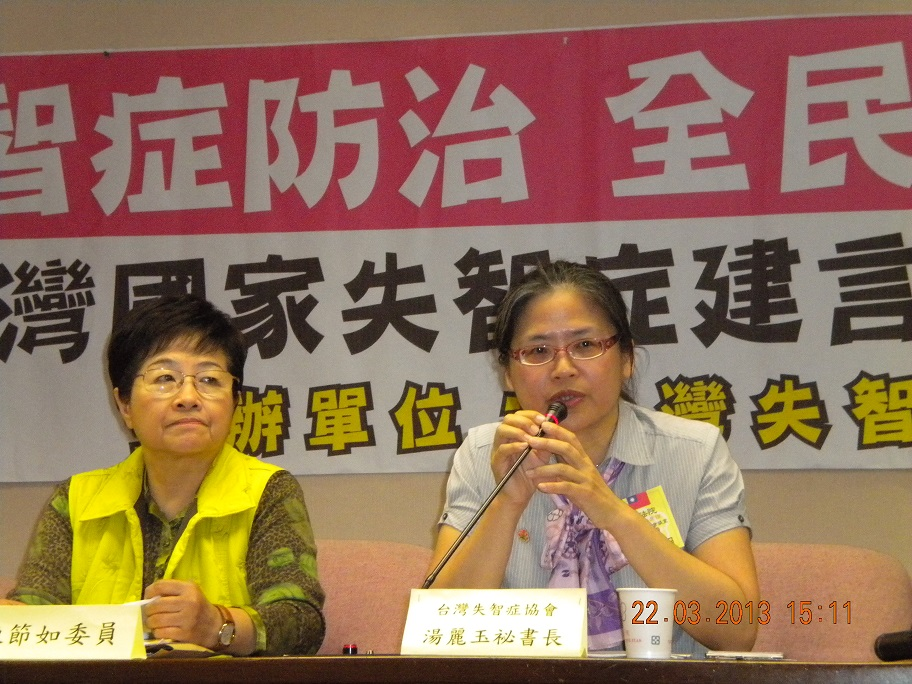 智症防治 全民
灣國家失智症建言
辦單位 灣失智
節如委員
台灣失智症協會
湯麗玉祕書長
22.03.2013 15:11